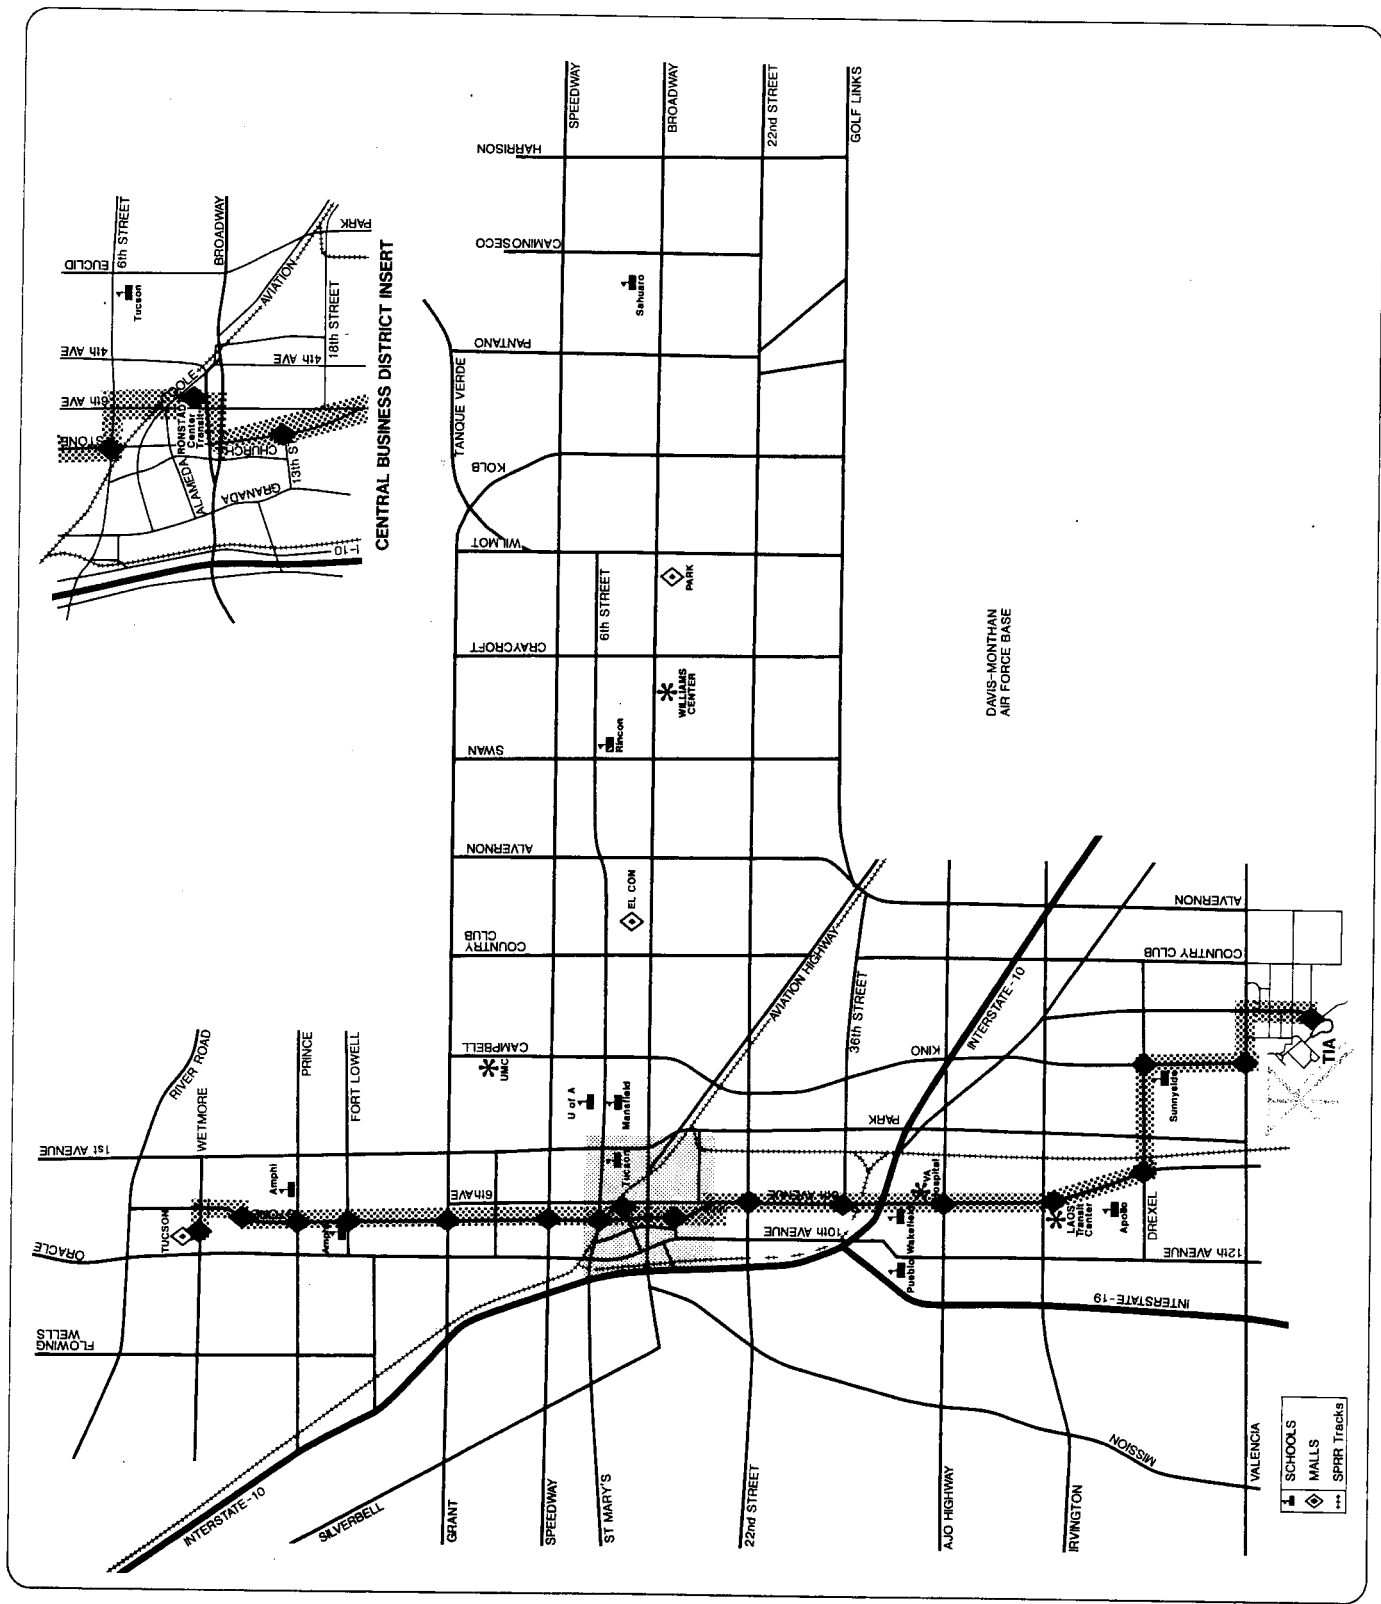 EUCLID
6th STREET
Tucson
4th AVE
6th AVE
STONE
BROADWAY
PARK
AVIATION
18th STREET
4th AVE
RONSTADT
Center
Transit
ALAMEDA
CHURCH
13th S
GRANADA
I-10
CENTRAL BUSINESS DISTRICT INSERT
SPEEDWAY
BROADWAY
22nd STREET
GOLF LINKS
HARRISON
CAMINOSECO
Sahuaro
PANTANO
TANQUE VERDE
KOLB
WILMOT
6th STREET
PARK
CRAYCROFT
WILLIAMS
CENTER
Rincon
SWAN
DAVIS-MONTHAN
AIR FORCE BASE
ALVERNON
EL CON
COUNTRY
CLUB
AVIATION HIGHWAY
36th STREET
INTERSTATE-10
ALVERNON
COUNTRY CLUB
RIVER ROAD
WETMORE
PRINCE
FORT LOWELL
CAMPBELL
UMC
U of A
Mansfield
KINO
PARK
Sunnyside
TIA
1st AVENUE
Amphi
6th AVE
Tucson
6th AVENUE
VA
Hospital
LAOS
Transit
Center
Apollo
DREXEL
TUCSON
STONE
Amphi
10th AVENUE
Wakefield
Pueblo
12th AVENUE
ORACLE
FLOWING
WELLS
INTERSTATE-19
INTERSTATE-10
SILVERBELL
GRANT
SPEEDWAY
ST MARY'S
22nd STREET
AJO HIGHWAY
IRVINGTON
MISSION
VALENCIA
SCHOOLS
MALLS
SPRR Tracks